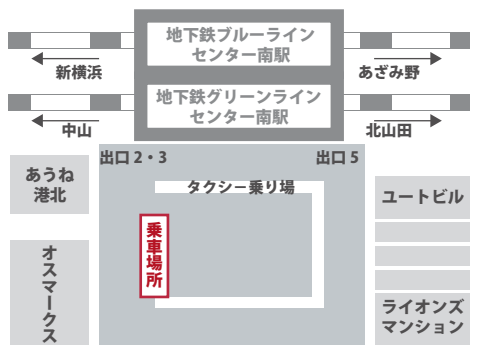 地下鉄ブルーライン
センター南駅
新横浜
あざみ野
地下鉄グリーンライン
センター南駅
中山
北山田
出口 2・3
出口 5
あうね
港北
タクシー乗り場
ユートビル
乗車場所
オスマークス
ライオンズ
マンション